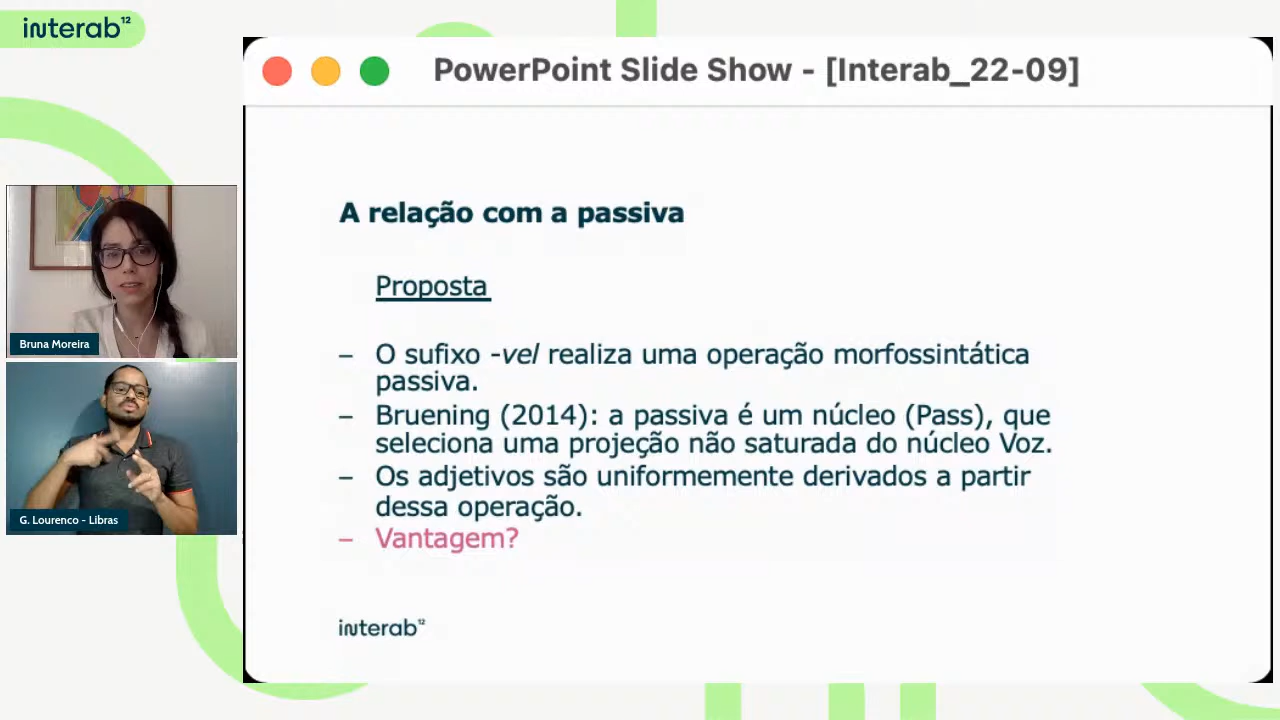 interab¹²
PowerPoint Slide Show - [Interab_22-09]
A relação com a passiva
Proposta
– O sufixo -vel realiza uma operação morfossintática
passiva.
– Bruening (2014): a passiva é um núcleo (Pass), que
seleciona uma projeção não saturada do núcleo Voz.
– Os adjetivos são uniformemente derivados a partir
dessa operação.
– Vantagem?
interab¹²
Bruna Moreira
G. Lourenco - Libras